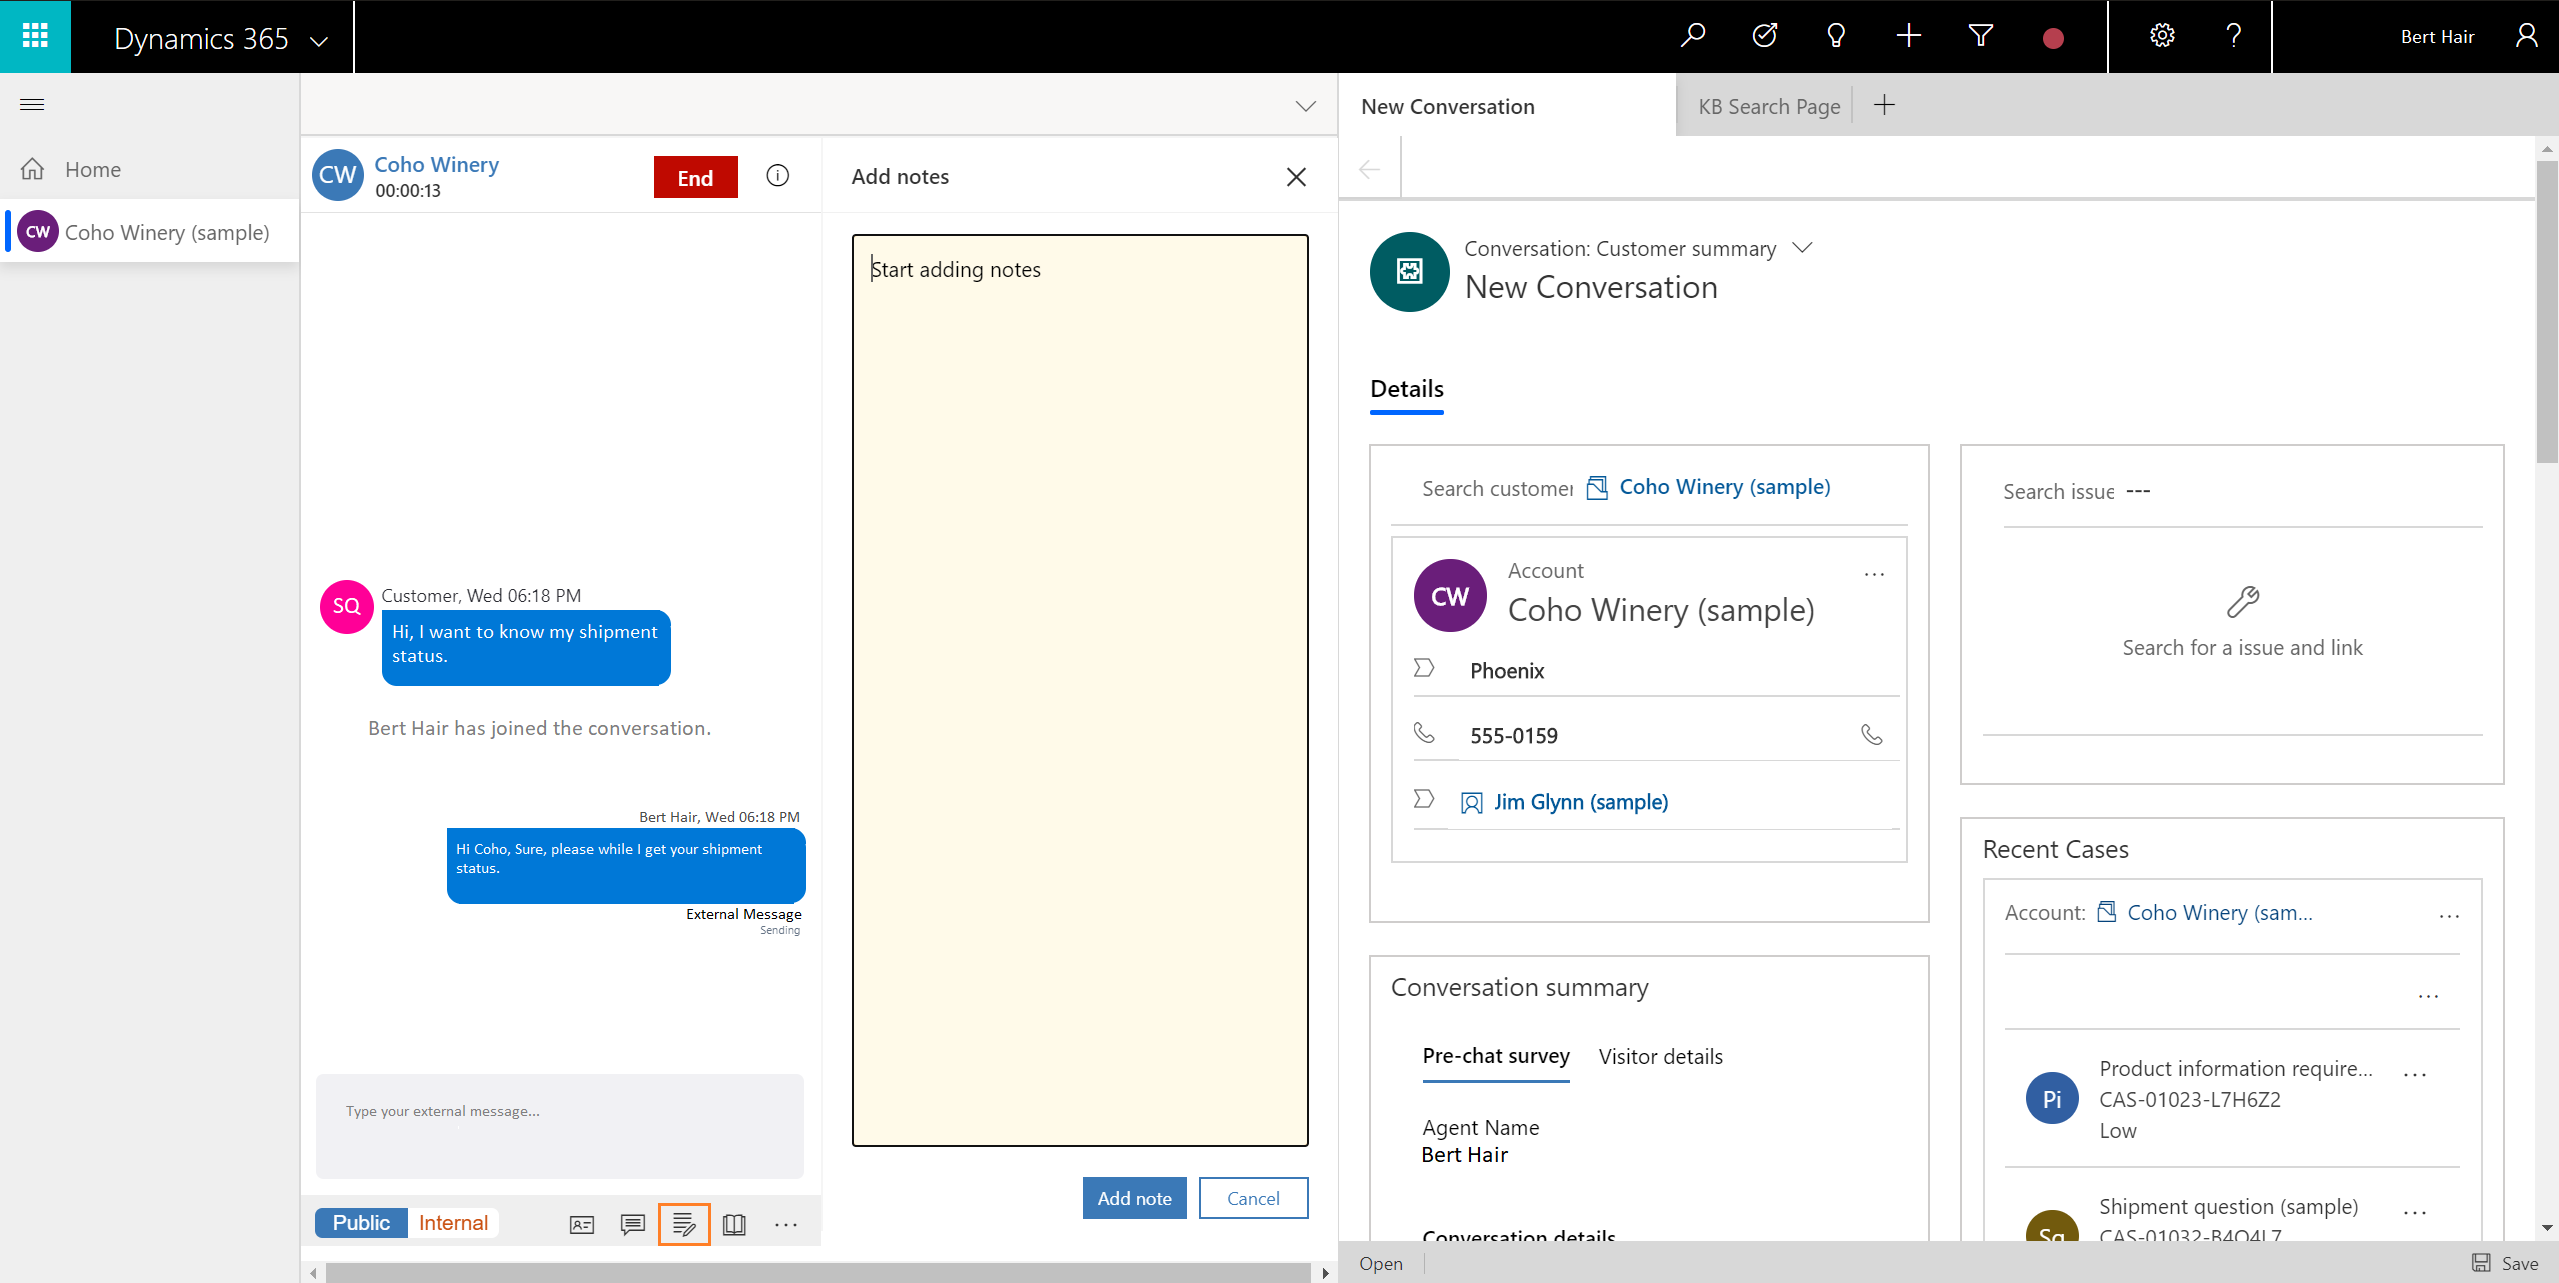 Dynamics 365
Bert Hair
Home
CW Coho Winery (sample)
CW Coho Winery
00:00:13
End
Customer, Wed 06:18 PM
SQ
Hi, I want to know my shipment
status.
Bert Hair has joined the conversation.
Bert Hair, Wed 06:18 PM
Hi Coho, Sure, please while I get your shipment
status.
External Message
Sending
Type your external message...
Public Internal
Add notes
Start adding notes
Add note Cancel
New Conversation KB Search Page
Conversation: Customer summary
New Conversation
Details
Search customer Coho Winery (sample)
CW
Account
Coho Winery (sample)
Phoenix
555-0159
Jim Glynn (sample)
Conversation summary
Pre-chat survey Visitor details
Agent Name
Bert Hair
Conversation details
Search issue ---
Search for a issue and link
Recent Cases
Account: Coho Winery (sam...
Pi
Product information require...
CAS-01023-L7H6Z2
Low
Sq
Shipment question (sample)
CAS-01032-B4Q4L7
Open
Save